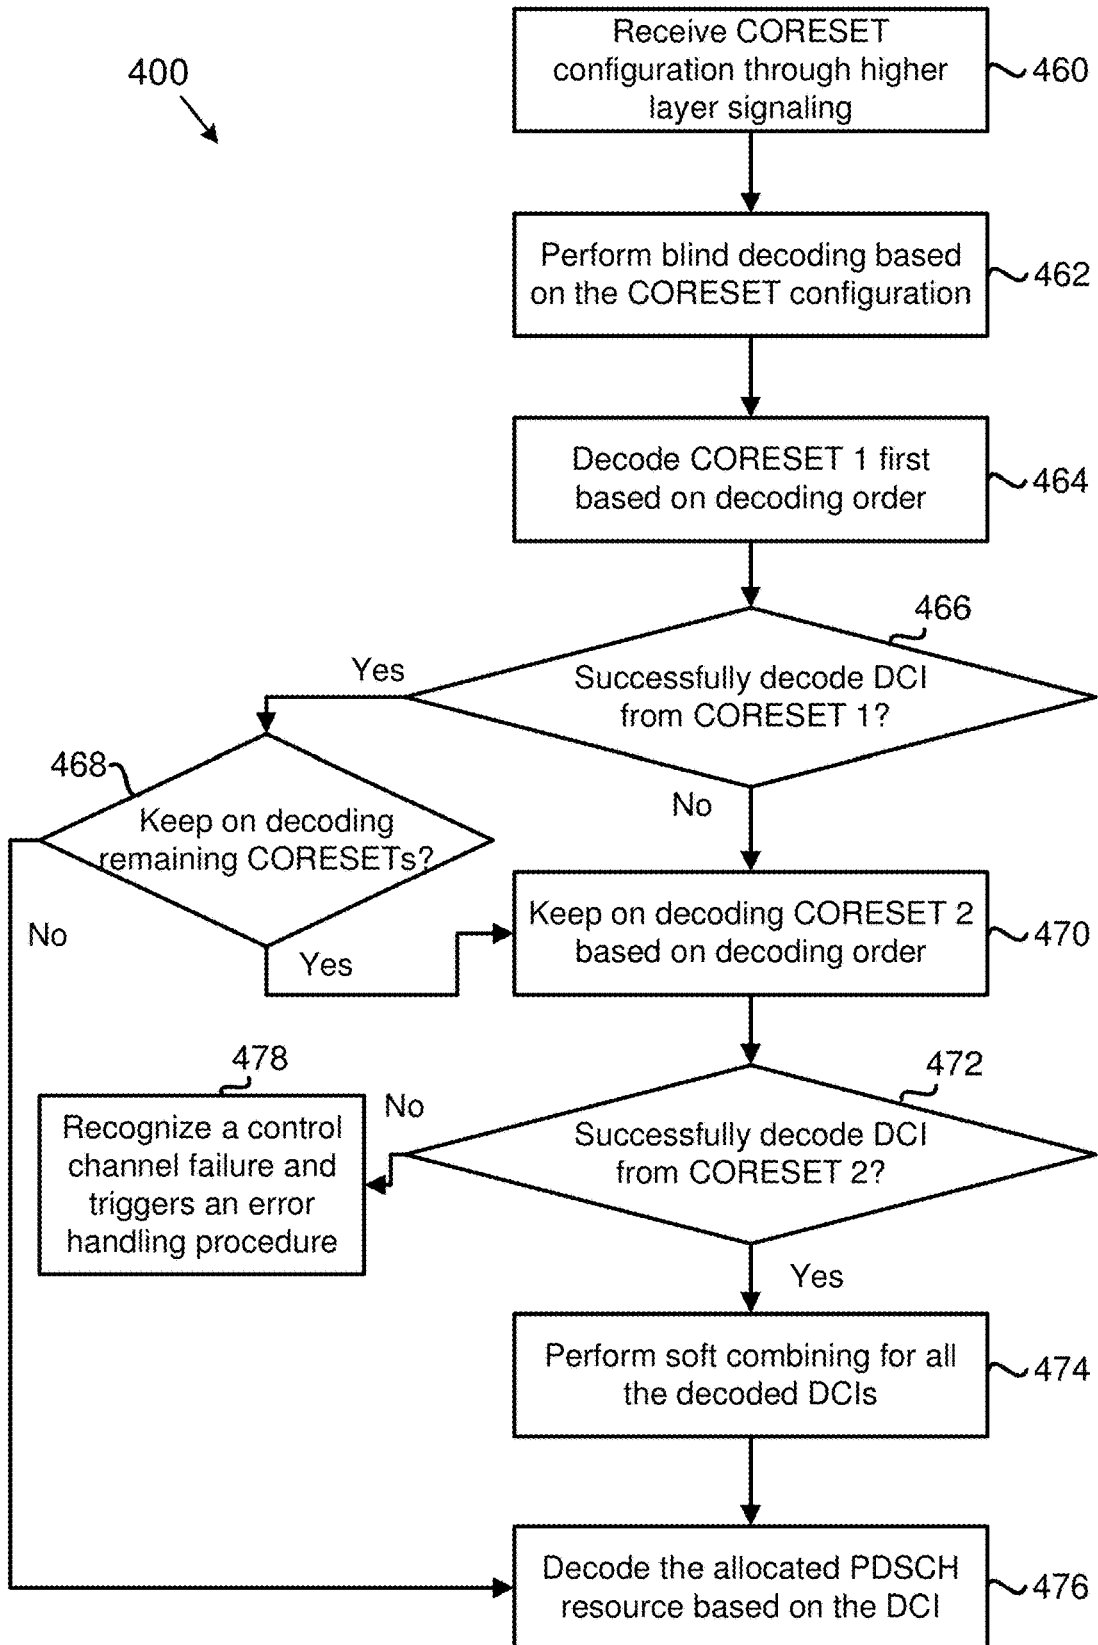 400
Receive CORESET
configuration through higher
layer signaling
460
Perform blind decoding based
on the CORESET configuration
462
Decode CORESET 1 first
based on decoding order
464
466
Successfully decode DCI
from CORESET 1?
Yes
No
468
Keep on decoding
remaining CORESETs?
No
Yes
Keep on decoding CORESET 2
based on decoding order
470
472
Successfully decode DCI
from CORESET 2?
No
Yes
478
Recognize a control
channel failure and
triggers an error
handling procedure
Perform soft combining for all
the decoded DCIs
474
Decode the allocated PDSCH
resource based on the DCI
476